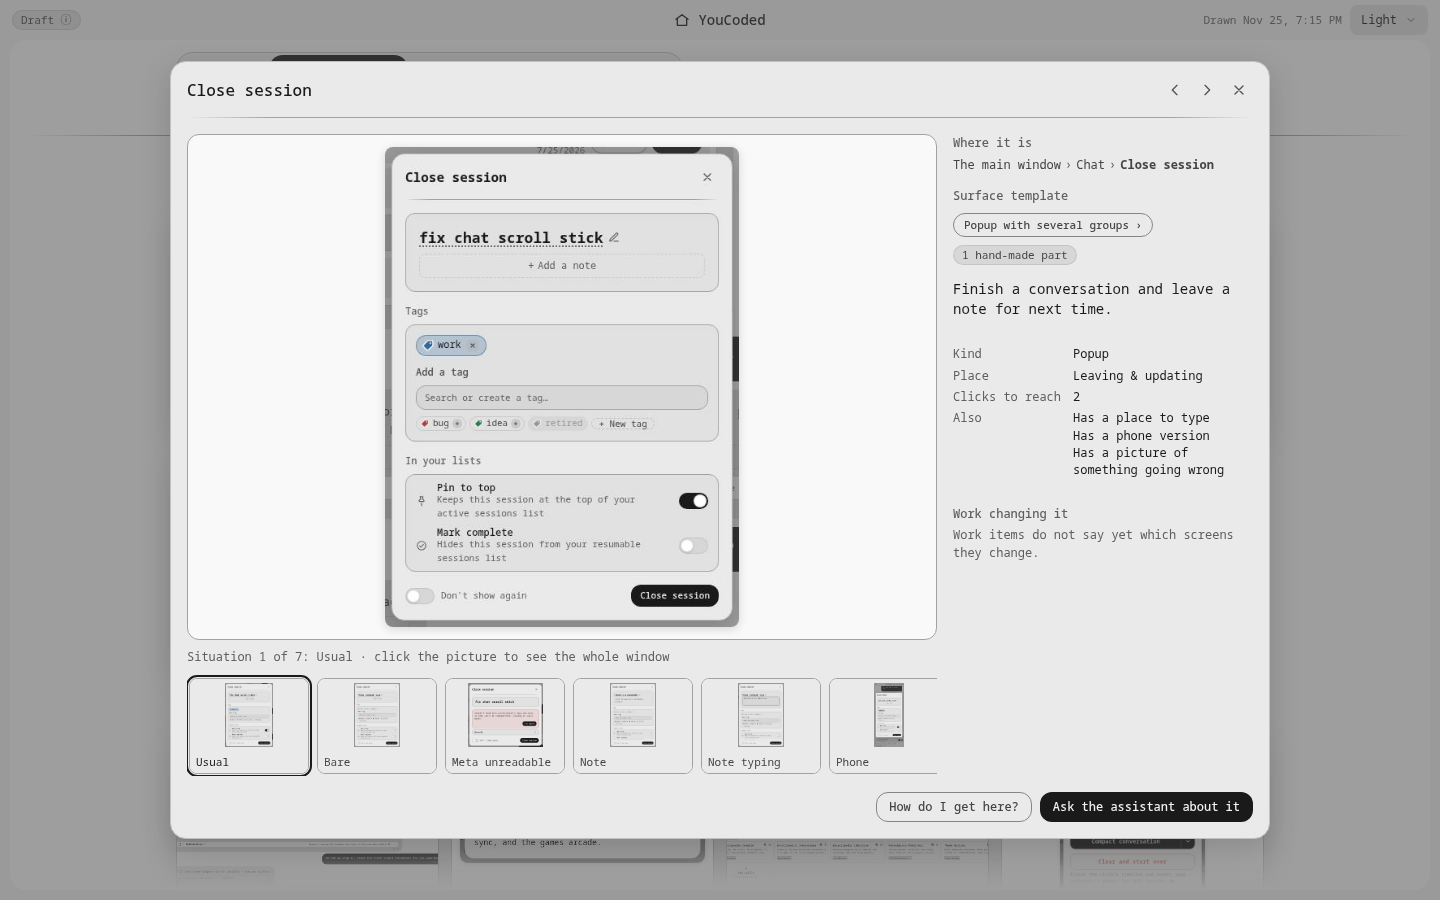 Draft
YouCoded
Drawn Nov 25, 7:15 PM
Light
Close session
7/25/2026
Close session
fix chat scroll stick
+ Add a note
Tags
work
Add a tag
Search or create a tag…
bug
idea
retired
+ New tag
In your lists
Pin to top
Keeps this session at the top of your
active sessions list
Mark complete
Hides this session from your resumable
sessions list
Don't show again
Close session
Where it is
The main window › Chat › Close session
Surface template
Popup with several groups ›
1 hand-made part
Finish a conversation and leave a
note for next time.
Kind Popup
Place Leaving & updating
Clicks to reach 2
Also Has a place to type
Has a phone version
Has a picture of
something going wrong
Work changing it
Work items do not say yet which screens
they change.
Situation 1 of 7: Usual · click the picture to see the whole window
Usual
Bare
Meta unreadable
Note
Note typing
Phone
How do I get here?
Ask the assistant about it
sync, and the games arcade.
Compact conversation
Clear and start over